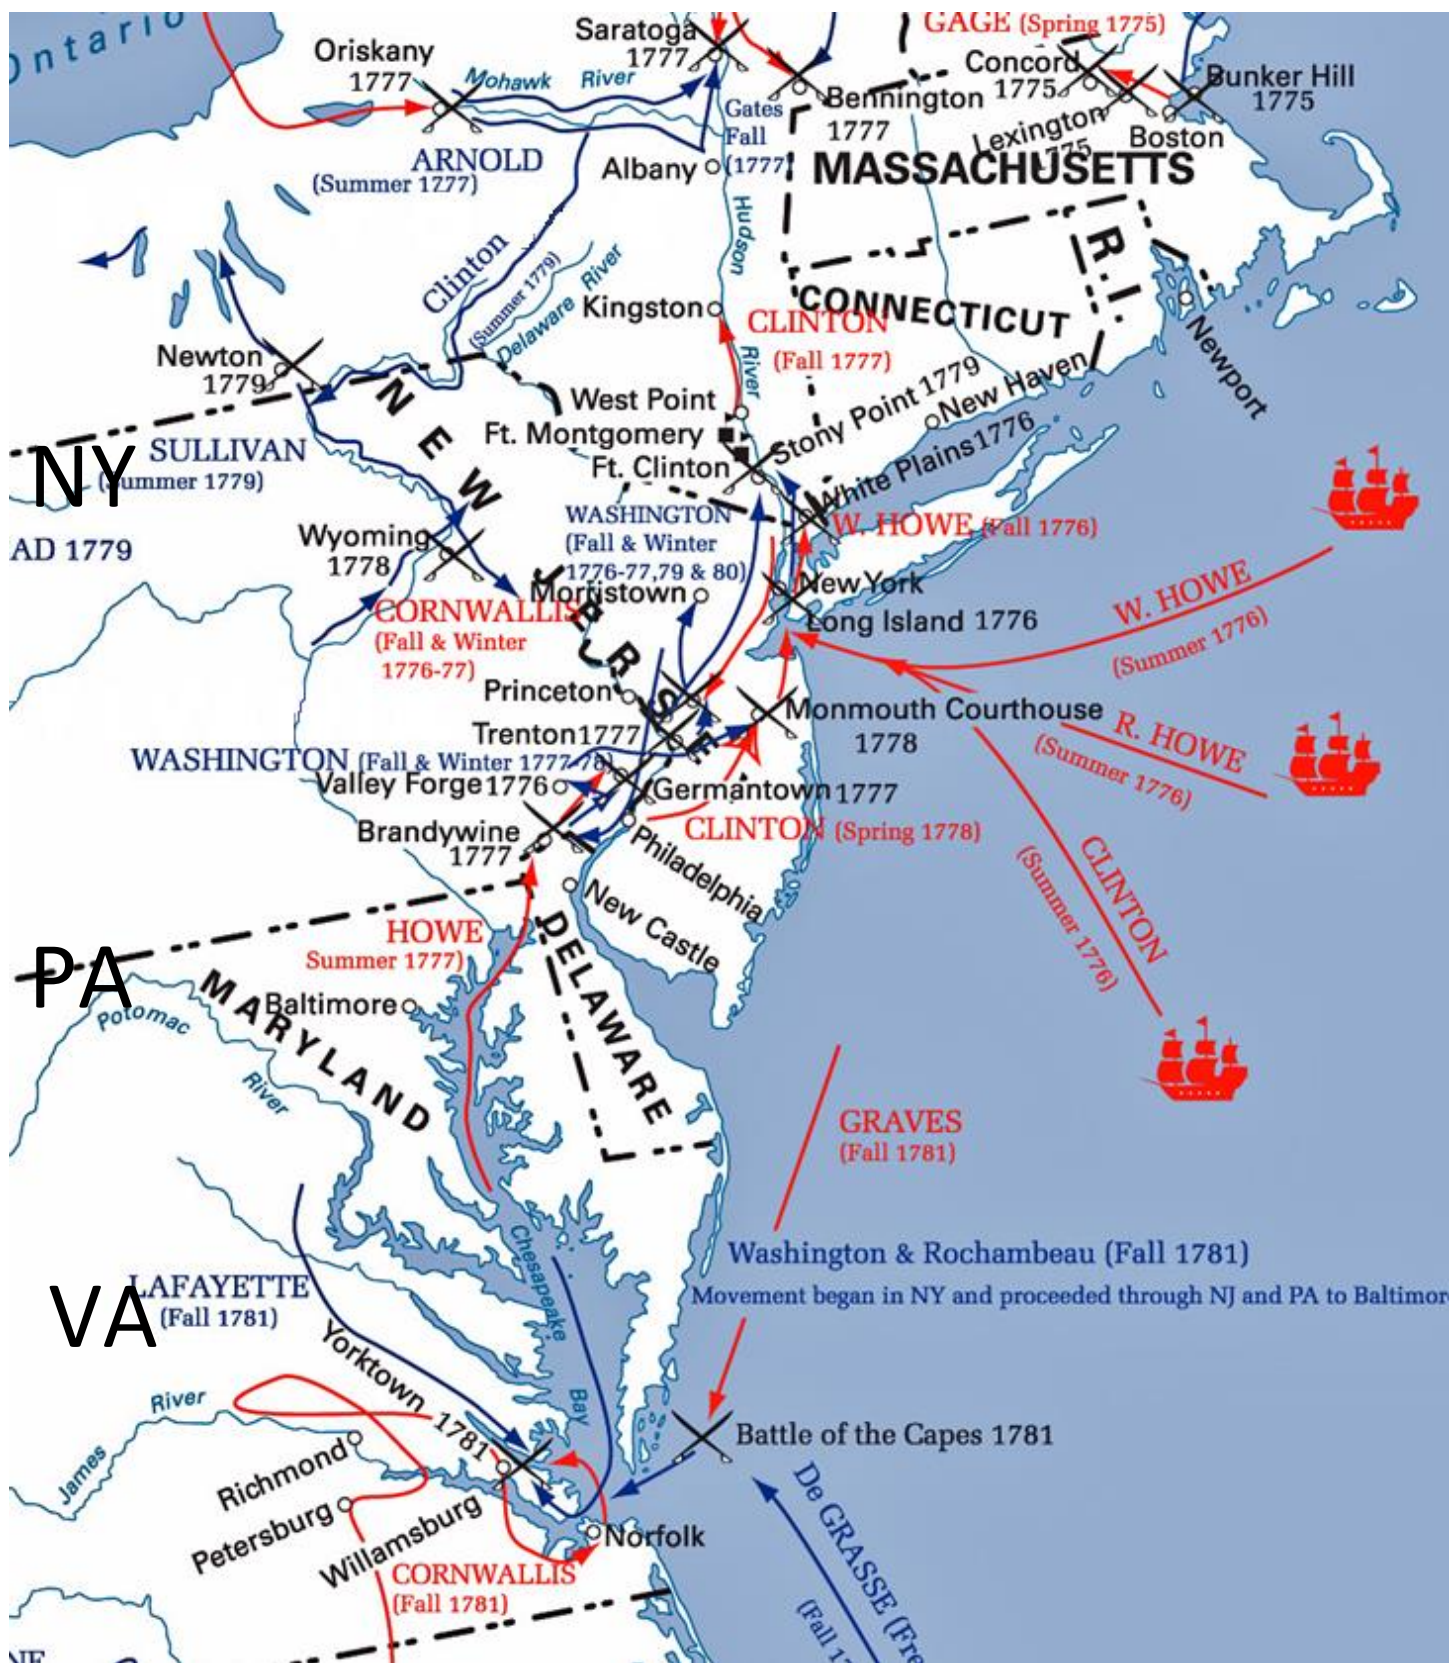 Ontario
Oriskany
1777
Mohawk River
Saratoga
1777
GAGE (Spring 1775)
Concord
1775
Bunker Hill
1775
Bennington
1777
Lexington
1775
Boston
Gates
Fall
(1777)
ARNOLD
(Summer 1777)
Albany
MASSACHUSETTS
Hudson
River
R.I.
Clinton
(Summer 1779)
Delaware River
Kingston
CLINTON
(Fall 1777)
CONNECTICUT
Newport
Newton
1779
NEW JERSEY
West Point
Ft. Montgomery
Ft. Clinton
Stony Point 1779
New Haven
White Plains 1776
NY
SULLIVAN
(Summer 1779)
AD 1779
Wyoming
1778
WASHINGTON
(Fall & Winter
1776-77,79 & 80)
W. HOWE (Fall 1776)
Morristown
New York
Long Island 1776
CORNWALLIS
(Fall & Winter
1776-77)
W. HOWE
(Summer 1776)
Princeton
Trenton 1777
Monmouth Courthouse
1778
R. HOWE
(Summer 1776)
WASHINGTON (Fall & Winter 1777-78)
Valley Forge 1776
Germantown 1777
Brandywine
1777
CLINTON (Spring 1778)
Philadelphia
CLINTON
(Summer 1776)
New Castle
HOWE
Summer 1777)
PA
MARYLAND
Baltimore
DELAWARE
Potomac
River
GRAVES
(Fall 1781)
Chesapeake
Bay
Washington & Rochambeau (Fall 1781)
Movement began in NY and proceeded through NJ and PA to Baltimor
VA
LAFAYETTE
(Fall 1781)
Yorktown 1781
James River
Richmond
Petersburg
Willamsburg
Battle of the Capes 1781
Norfolk
CORNWALLIS
(Fall 1781)
De GRASSE (Fre
(Fall 17
NE